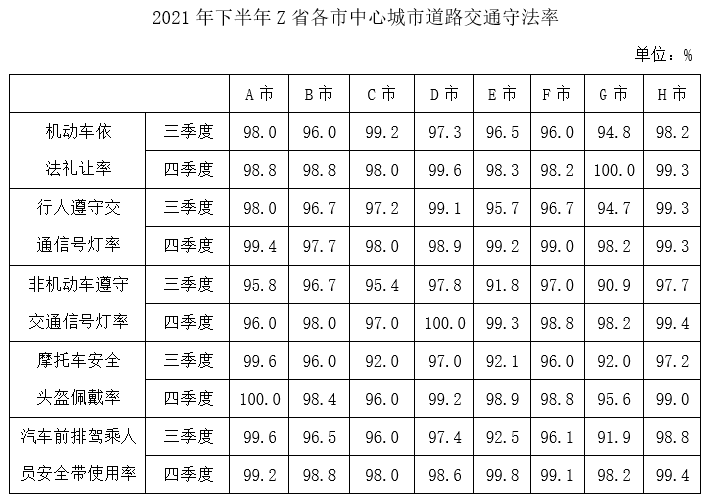 2021 年下半年 Z 省各市中心城市道路交通守法率
单位：%
A 市 B 市 C 市 D 市 E 市 F 市 G 市 H 市
机动车依 三季度 98.0 96.0 99.2 97.3 96.5 96.0 94.8 98.2
法礼让率 四季度 98.8 98.8 98.0 99.6 98.3 98.2 100.0 99.3
行人遵守交 三季度 98.0 96.7 97.2 99.1 95.7 96.7 94.7 99.3
通信号灯率 四季度 99.4 97.7 98.0 98.9 99.2 99.0 98.2 99.3
非机动车遵守 三季度 95.8 96.7 95.4 97.8 91.8 97.0 90.9 97.7
交通信号灯率 四季度 96.0 98.0 97.0 100.0 99.3 98.8 98.2 99.4
摩托车安全 三季度 99.6 96.0 92.0 97.0 92.1 96.0 92.0 97.2
头盔佩戴率 四季度 100.0 98.4 96.0 99.2 98.9 98.8 95.6 99.0
汽车前排驾乘人 三季度 99.6 96.5 96.0 97.4 92.5 96.1 91.9 98.8
员安全带使用率 四季度 99.2 98.8 98.0 98.6 99.8 99.1 98.2 99.4